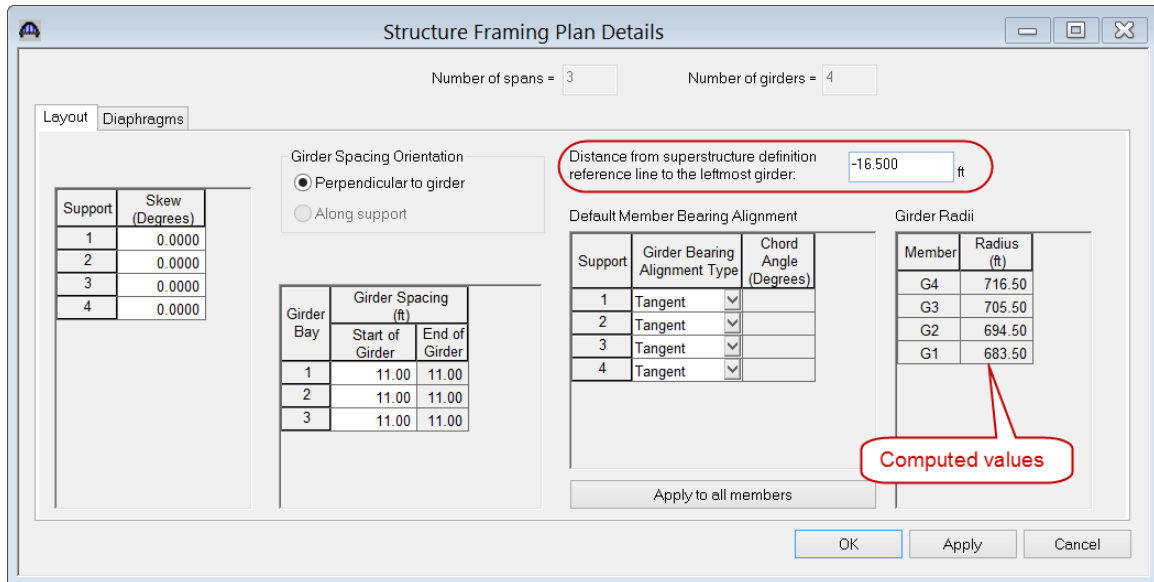 Structure Framing Plan Details
Number of spans = 3 Number of girders = 4
Layout Diaphragms
Support Skew (Degrees)
1 0.0000
2 0.0000
3 0.0000
4 0.0000
Girder Spacing Orientation
Perpendicular to girder
Along support
Girder Bay Girder Spacing (ft)
Start of Girder End of Girder
1 11.00 11.00
2 11.00 11.00
3 11.00 11.00
Distance from superstructure definition
reference line to the leftmost girder: -16.500 ft
Default Member Bearing Alignment
Support Girder Bearing Alignment Type Chord Angle (Degrees)
1 Tangent
2 Tangent
3 Tangent
4 Tangent
Apply to all members
Girder Radii
Member Radius (ft)
G4 716.50
G3 705.50
G2 694.50
G1 683.50
Computed values
OK Apply Cancel